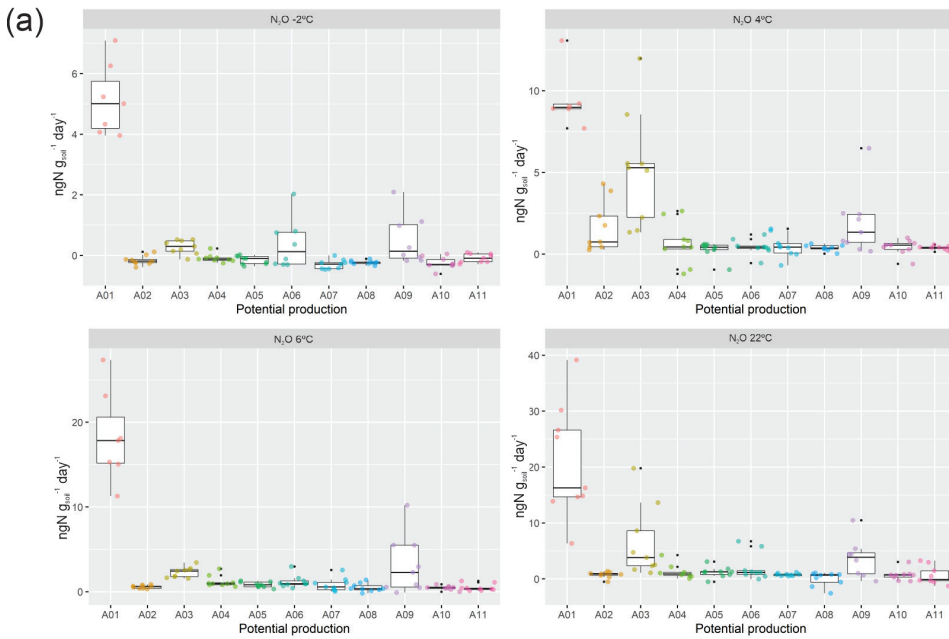 (a)
N₂O -2ºC
6
4
2
0
ngN g soil⁻¹ day⁻¹
A01 A02 A03 A04 A05 A06 A07 A08 A09 A10 A11
Potential production
N₂O 4ºC
10
5
0
ngN g soil⁻¹ day⁻¹
A01 A02 A03 A04 A05 A06 A07 A08 A09 A10 A11
Potential production
N₂O 6ºC
20
10
0
ngN g soil⁻¹ day⁻¹
A01 A02 A03 A04 A05 A06 A07 A08 A09 A10 A11
Potential production
N₂O 22ºC
40
30
20
10
0
ngN g soil⁻¹ day⁻¹
A01 A02 A03 A04 A05 A06 A07 A08 A09 A10 A11
Potential production